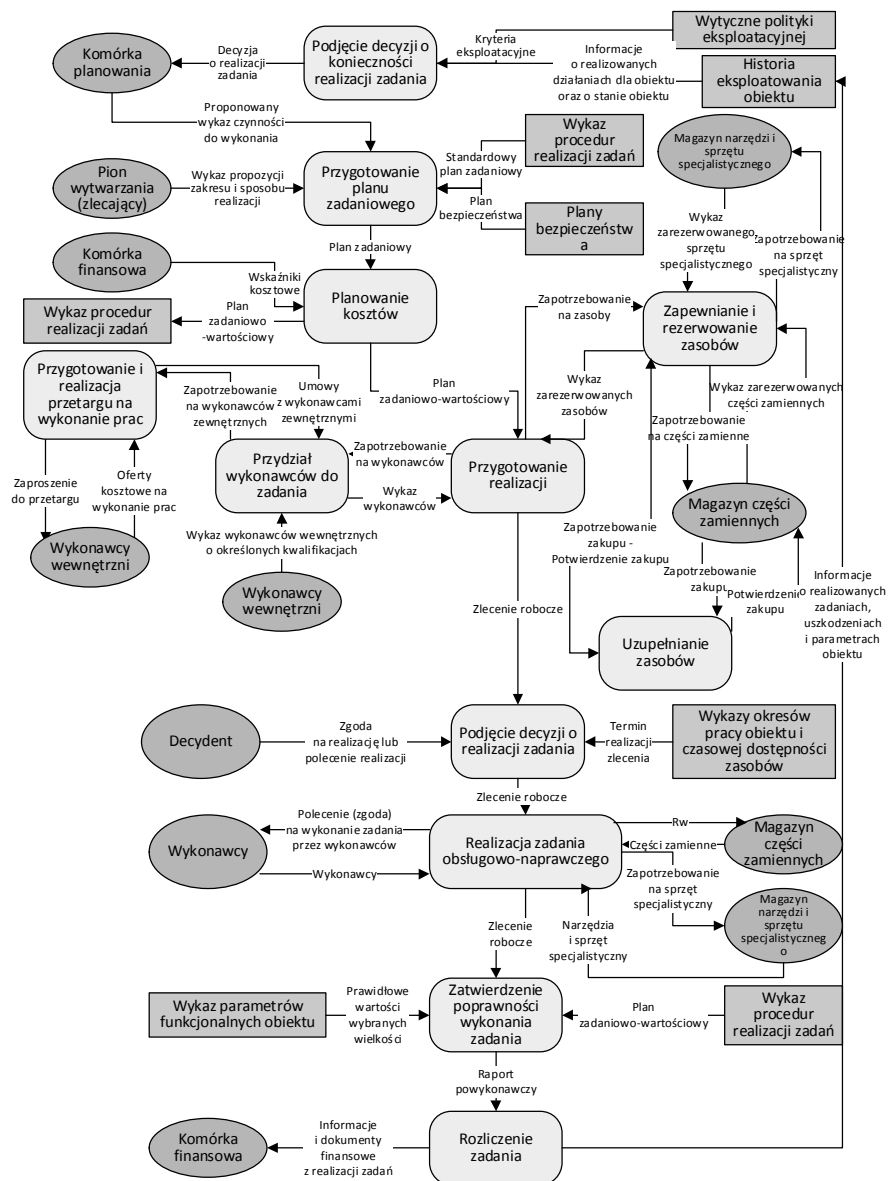 Komórka
planowania
Decyzja
o realizacji
zadania
Podjęcie decyzji o
konieczności
realizacji zadania
Kryteria
eksploatacyjne
Informacje
o realizowanych
działaniach dla obiektu
oraz o stanie obiektu
Wytyczne polityki
eksploatacyjnej
Historia
eksploatowania
obiektu
Proponowany
wykaz czynności
do wykonania
Pion
wytwarzania
(zlecający)
Wykaz propozycji
zakresu i sposobu
realizacji
Przygotowanie
planu
zadaniowego
Standardowy
plan zadaniowy
Plan
bezpieczeństwa
Wykaz
procedur
realizacji zadań
Plany
bezpieczeństw
a
Magazyn narzędzi i
sprzętu
specjalistycznego
Wykaz
zarezerwowanego,
sprzętu
specjalistycznego
Zapotrzebowanie
na sprzęt
specjalistyczny
Plan zadaniowy
Komórka
finansowa
Wskaźniki
kosztowe
Planowanie
kosztów
Wykaz procedur
realizacji zadań
Plan
zadaniowo
-wartościowy
Zapotrzebowanie
na zasoby
Zapewnianie i
rezerwowanie
zasobów
Przygotowanie i
realizacja
przetargu na
wykonanie prac
Zapotrzebowanie
na wykonawców
zewnętrznych
Umowy
z wykonawcami
zewnętrznymi
Plan
zadaniowo-wartościowy
Wykaz
zarezerwowanych
zasobów
Wykaz zarezerwowanych
części zamiennych
Zapotrzebowanie
na części zamienne
Zaproszenie
do przetargu
Oferty
kosztowe na
wykonanie prac
Przydział
wykonawców do
zadania
Zapotrzebowanie
na wykonawców
Wykaz
wykonawców
Przygotowanie
realizacji
Magazyn części
zamiennych
Wykonawcy
wewnętrzni
Wykaz wykonawców wewnętrznych
o określonych kwalifikacjach
Wykonawcy
wewnętrzni
Zapotrzebowanie
zakupu -
Potwierdzenie zakupu
Zapotrzebowanie
zakupu
Potwierdzenie
zakupu
Informacje
o realizowanych
zadaniach,
uszkodzeniach
i parametrach
obiektu
Zlecenie robocze
Uzupełnianie
zasobów
Decydent
Zgoda
na realizację lub
polecenie realizacji
Podjęcie decyzji o
realizacji zadania
Termin
realizacji
zlecenia
Wykazy okresów
pracy obiektu i
czasowej dostępności
zasobów
Zlecenie robocze
Wykonawcy
Polecenie (zgoda)
na wykonanie zadania
przez wykonawców
Wykonawcy
Realizacja zadania
obsługowo-naprawczego
Rw
Części zamienne
Magazyn
części
zamiennych
Zapotrzebowanie
na sprzęt
specjalistyczny
Magazyn
narzędzi i
sprzętu
specjalistyczneg
o
Zlecenie
robocze
Narzędzia
i sprzęt
specjalistyczny
Wykaz parametrów
funkcjonalnych obiektu
Prawidłowe
wartości
wybranych
wielkości
Zatwierdzenie
poprawności
wykonania
zadania
Plan
zadaniowo-wartościowy
Wykaz
procedur
realizacji zadań
Raport
powykonawczy
Komórka
finansowa
Informacje
i dokumenty
finansowe
z realizacji zadań
Rozliczenie
zadania